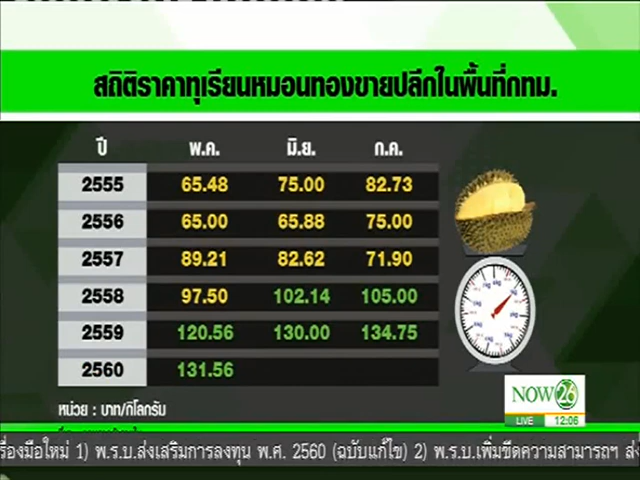 สถิติราคาทุเรียนหมอนทองขายปลีกในพื้นที่กทม.
ปี พ.ค. มิ.ย. ก.ค.
2555 65.48 75.00 82.73
2556 65.00 65.88 75.00
2557 89.21 82.62 71.90
2558 97.50 102.14 105.00
2559 120.56 130.00 134.75
2560 131.56
หน่วย : บาท/กิโลกรัม
NOW 26
LIVE 12:06
รื่องมือใหม่ 1) พ.ร.บ.ส่งเสริมการลงทุน พ.ศ. 2560 (ฉบับแก้ไข) 2) พ.ร.บ.เพิ่มขีดความสามารถฯ ส่ง